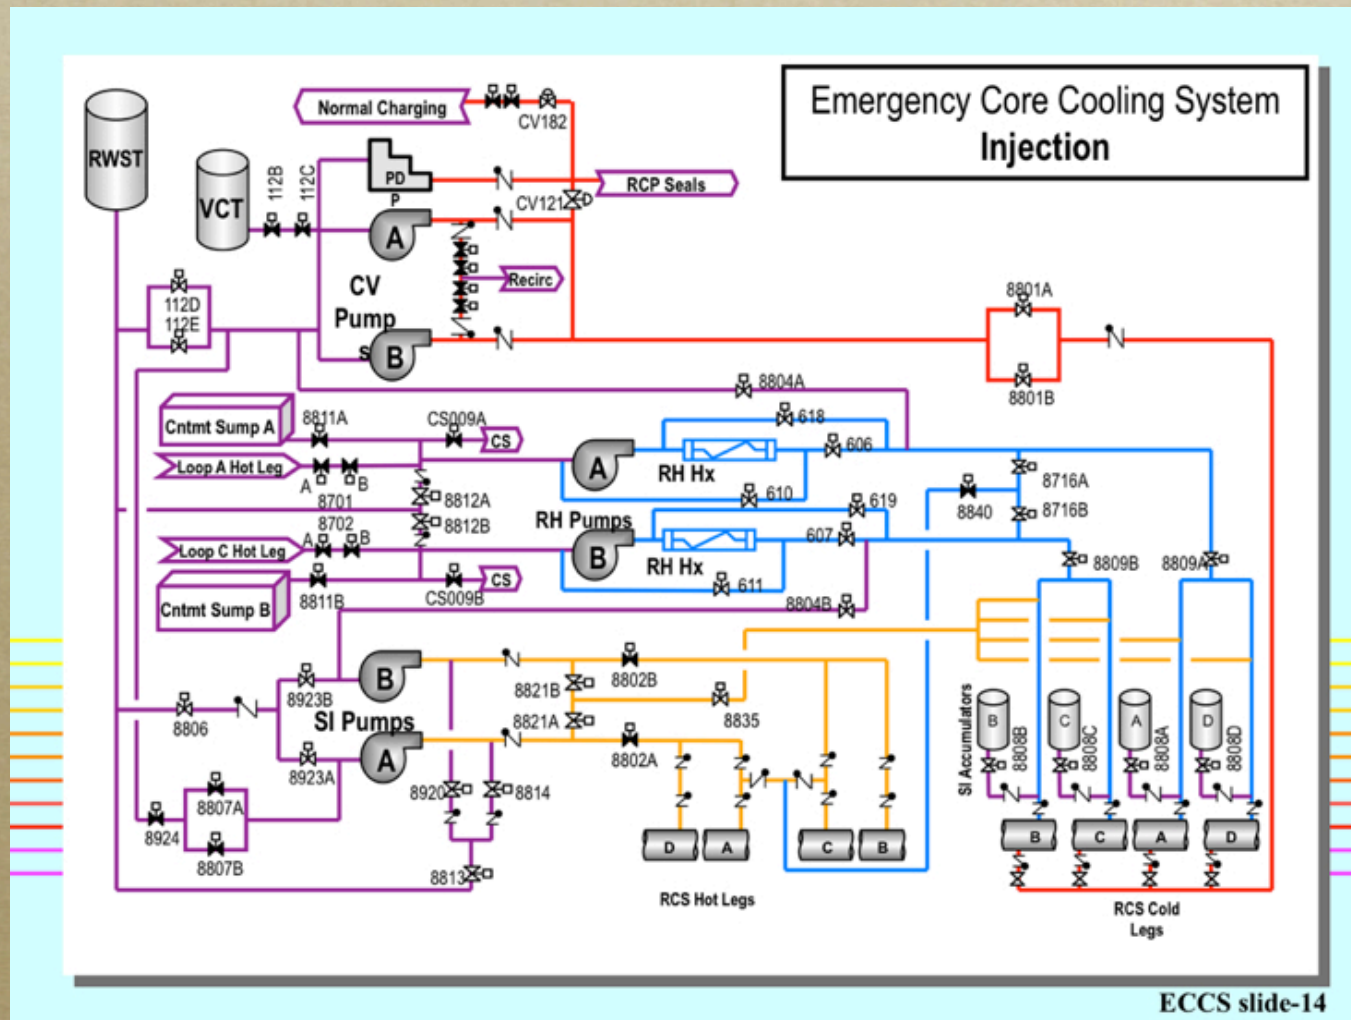 Emergency Core Cooling System
Injection
Normal Charging
CV182
RWST
VCT
112B
112C
PD
P
RCP Seals
CV121
A
Recirc
CV
Pump
s
B
112D
112E
8801A
8801B
8804A
Cntmt Sump A
8811A
CS009A
CS
618
606
A
RH Hx
Loop A Hot Leg
A
B
8701
8812A
610
619
8716A
8840
8716B
8702
8812B
RH Pumps
607
Loop C Hot Leg
A
B
B
RH Hx
8809B
8809A
Cntmt Sump B
8811B
CS009B
CS
611
8804B
B
8923B
8821B
8802B
8806
SI Pumps
8821A
8835
A
8923A
8802A
8807A
8920
8814
8924
8807B
8813
D
A
C
B
RCS Hot Legs
SI Accumulators
B
8808B
C
8808C
A
8808A
D
8808D
B
C
A
D
RCS Cold
Legs
ECCS slide-14